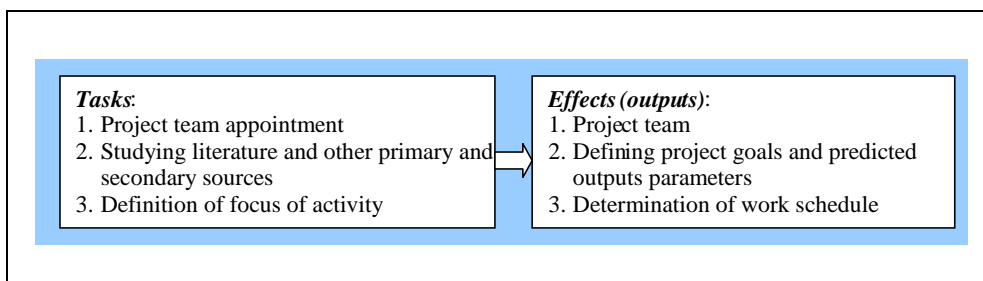 Tasks:
1. Project team appointment
2. Studying literature and other primary and
secondary sources
3. Definition of focus of activity
Effects (outputs):
1. Project team
2. Defining project goals and predicted
outputs parameters
3. Determination of work schedule